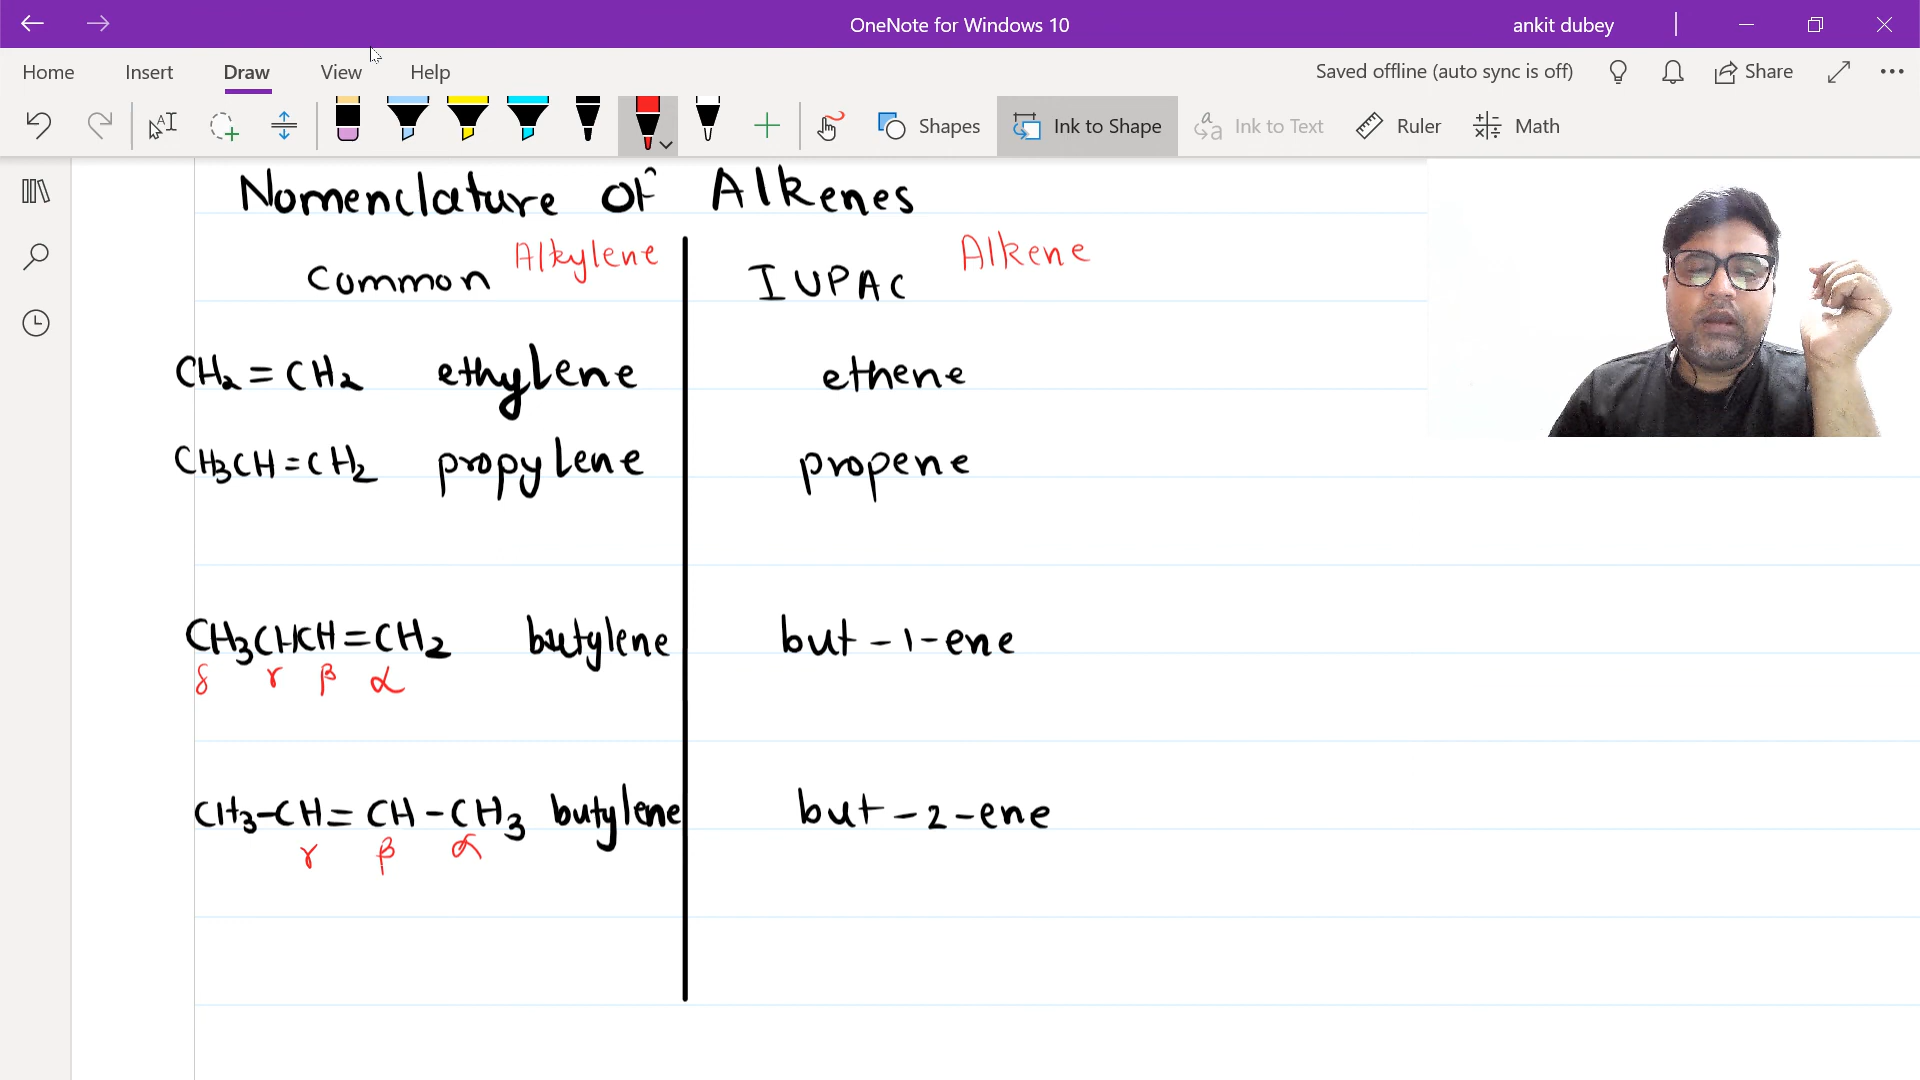 OneNote for Windows 10
ankit dubey
Home Insert Draw View Help
Saved offline (auto sync is off) Share
Shapes Ink to Shape Ink to Text Ruler Math
Nomenclature of Alkenes
Common Alkylene IUPAC Alkene
CH2=CH2 ethylene ethene
CH3CH=CH2 propylene propene
CH3CHCH=CH2 butylene but-1-ene
δ γ β α
CH3-CH=CH-CH3 butylene but-2-ene
γ β α